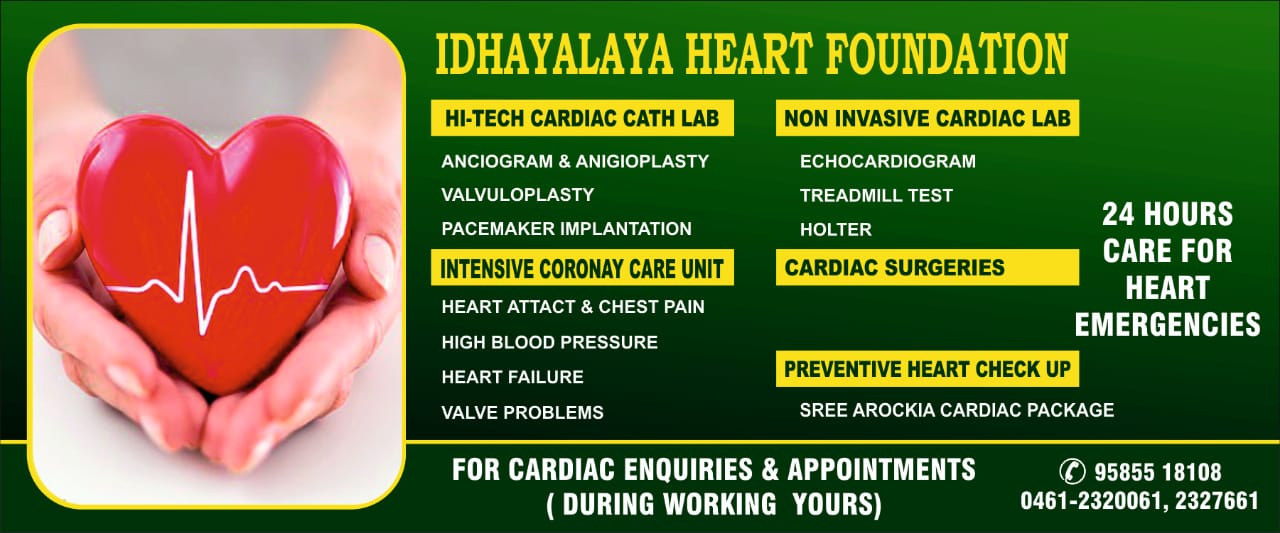 IDHAYALAYA HEART FOUNDATION
HI-TECH CARDIAC CATH LAB
ANCIOGRAM & ANIGIOPLASTY
VALVULOPLASTY
PACEMAKER IMPLANTATION
INTENSIVE CORONAY CARE UNIT
HEART ATTACT & CHEST PAIN
HIGH BLOOD PRESSURE
HEART FAILURE
VALVE PROBLEMS
NON INVASIVE CARDIAC LAB
ECHOCARDIOGRAM
TREADMILL TEST
HOLTER
CARDIAC SURGERIES
PREVENTIVE HEART CHECK UP
SREE AROCKIA CARDIAC PACKAGE
24 HOURS
CARE FOR
HEART
EMERGENCIES
FOR CARDIAC ENQUIRIES & APPOINTMENTS
( DURING WORKING YOURS)
✆ 95855 18108
0461-2320061, 2327661